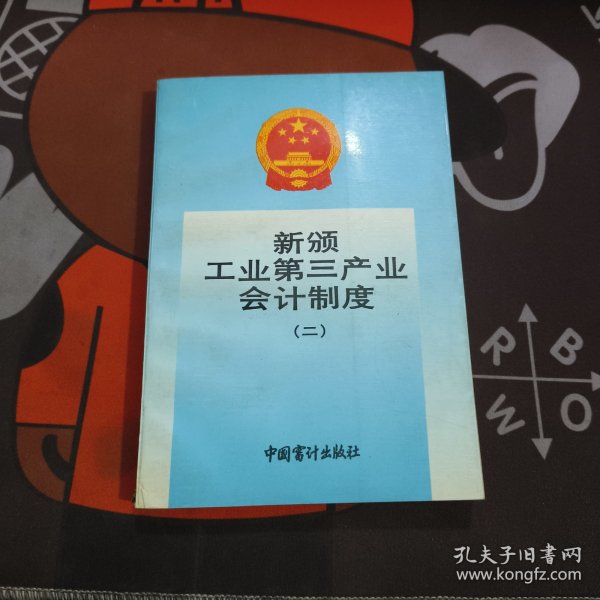 新颁
工业第三产业
会计制度
（二）
中国审计出版社
R B
W O
孔夫子旧书网
www.kongfz.com